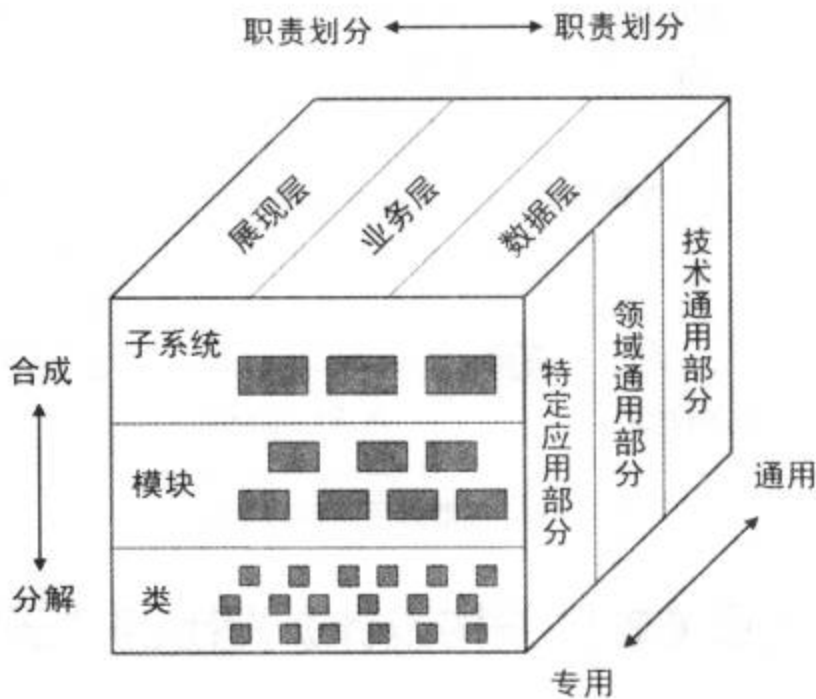 职责划分 职责划分
展现层
业务层
数据层
子系统
模块
类
合成
分解
特定应用部分
领域通用部分
技术通用部分
通用
专用